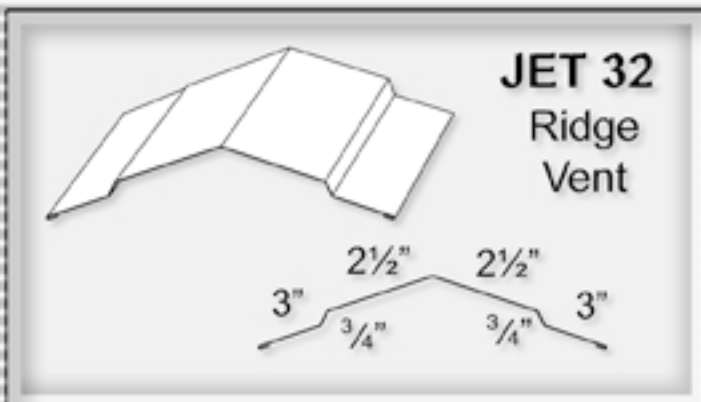 JET 32
Ridge
Vent
2½” 2½”
3” 3”
¾” ¾”